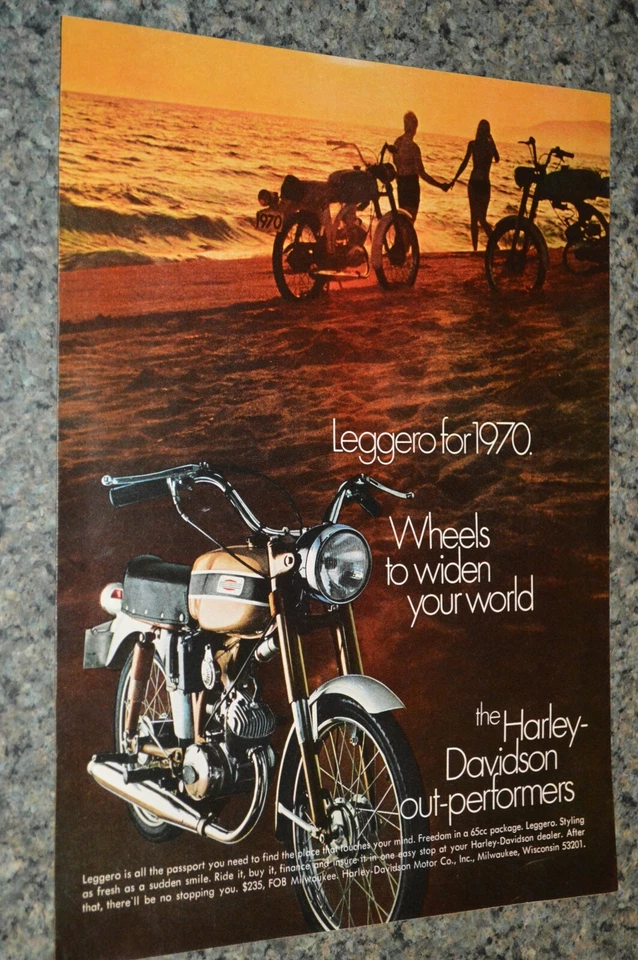 1970
Leggero for 1970.
Wheels
to widen
your world
the Harley-
Davidson
out-performers
Leggero is all the passport you need to find the place that touches your mind. Freedom in a 65cc package. Leggero. Styling
as fresh as a sudden smile. Ride it, buy it, finance and insure it in one easy stop at your Harley-Davidson dealer. After
that, there'll be no stopping you. $235, FOB Milwaukee. Harley-Davidson Motor Co., Inc., Milwaukee, Wisconsin 53201.